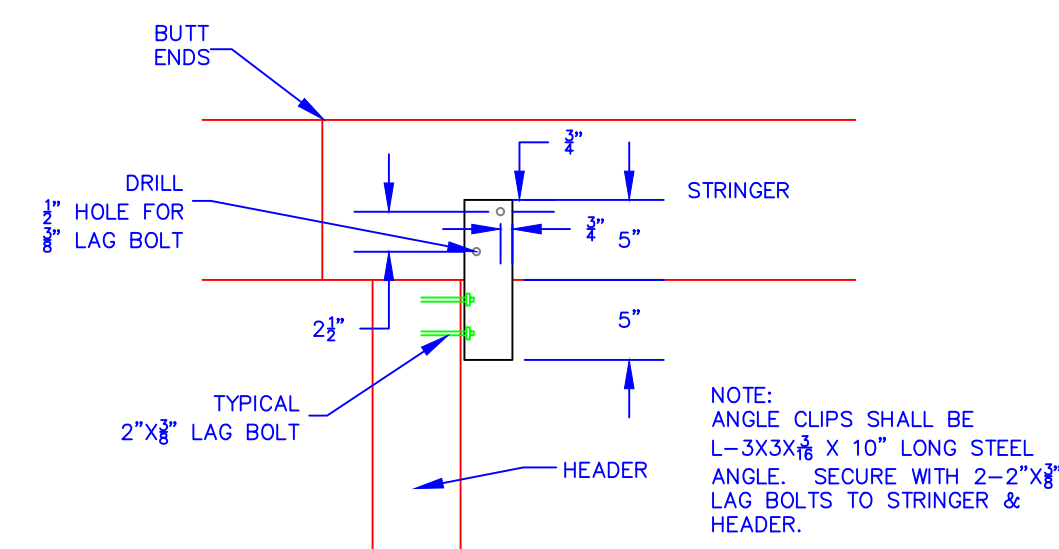 BUTT
ENDS
3/4"
DRILL
1/2" HOLE FOR
3/8" LAG BOLT
STRINGER
3/4"
5"
2 1/2"
5"
TYPICAL
2"X3/8" LAG BOLT
HEADER
NOTE:
ANGLE CLIPS SHALL BE
L-3X3X3/16 X 10" LONG STEEL
ANGLE. SECURE WITH 2-2"X3/8"
LAG BOLTS TO STRINGER &
HEADER.